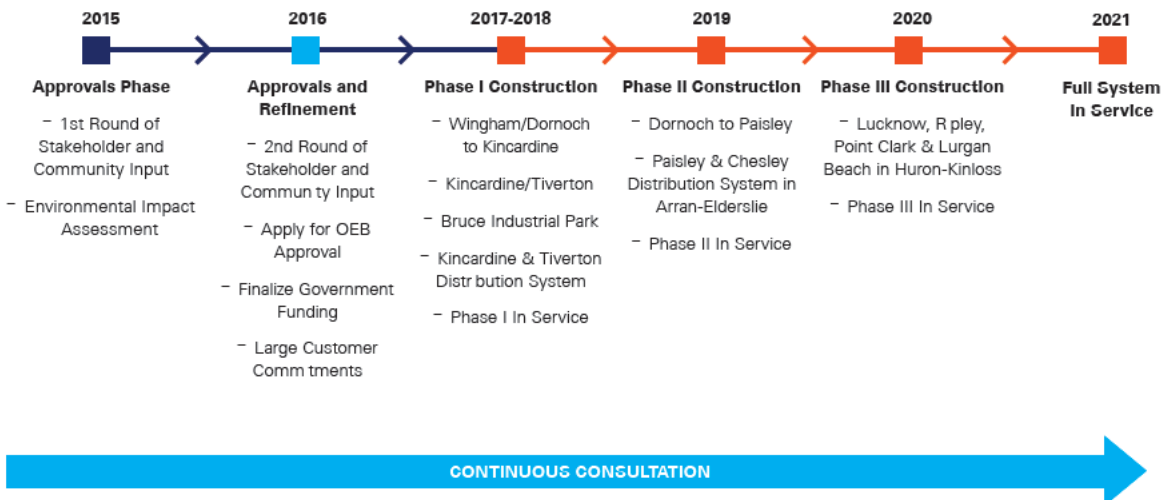 2015
Approvals Phase
– 1st Round of
Stakeholder and
Community Input
– Environmental Impact
Assessment
2016
Approvals and
Refinement
– 2nd Round of
Stakeholder and
Commun ty Input
– Apply for OEB
Approval
– Finalize Government
Funding
– Large Customer
Comm tments
2017-2018
Phase I Construction
– Wingham/Dornoch
to Kincardine
– Kincardine/Tiverton
– Bruce Industrial Park
– Kincardine & Tiverton
Distr bution System
– Phase I In Service
2019
Phase II Construction
– Dornoch to Paisley
– Paisley & Chesley
Distribution System in
Arran-Elderslie
– Phase II In Service
2020
Phase III Construction
– Lucknow, R pley,
Point Clark & Lurgan
Beach in Huron-Kinloss
– Phase III In Service
2021
Full System
in Service
CONTINUOUS CONSULTATION